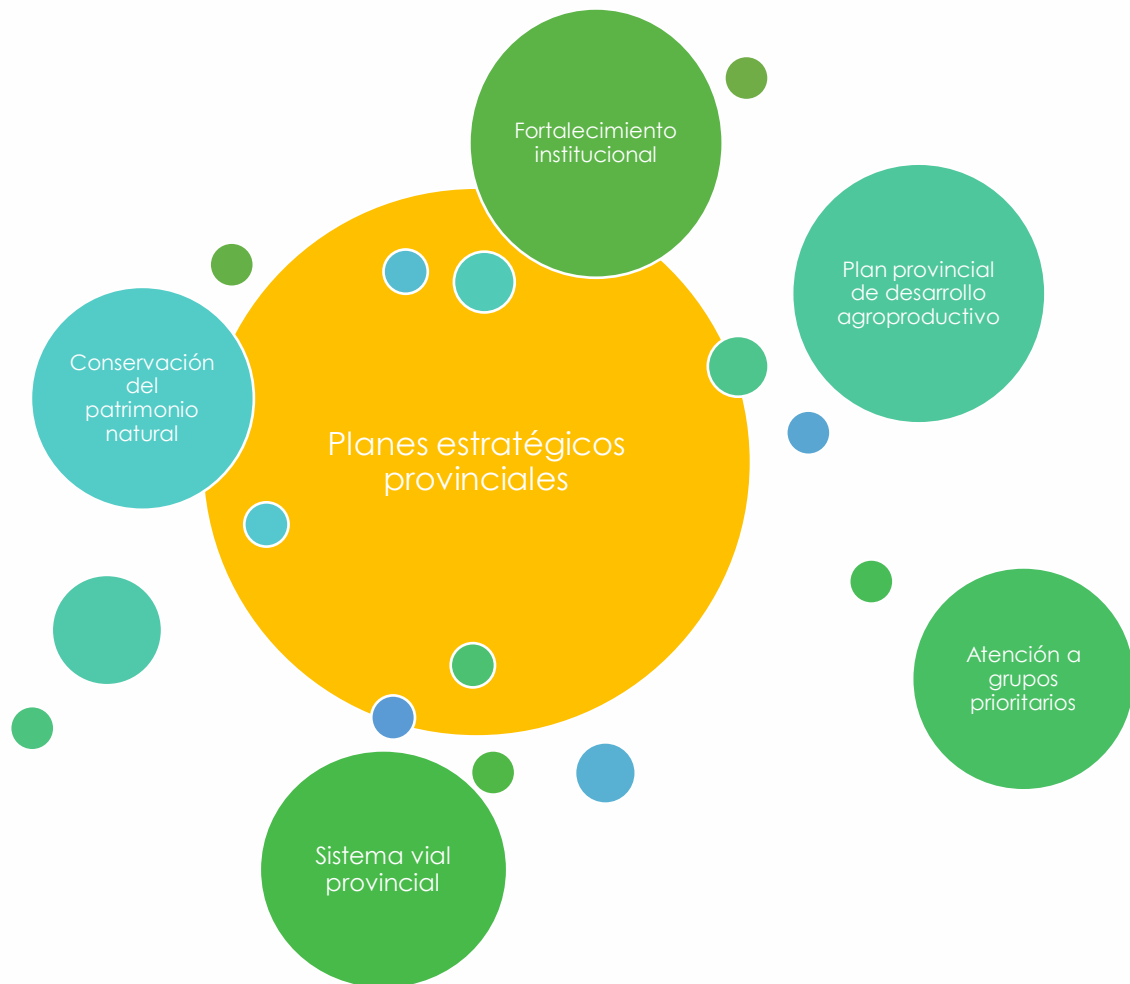 Fortalecimiento
institucional
Plan provincial
de desarrollo
agroproductivo
Conservación
del
patrimonio
natural
Planes estratégicos
provinciales
Atención a
grupos
prioritarios
Sistema vial
provincial